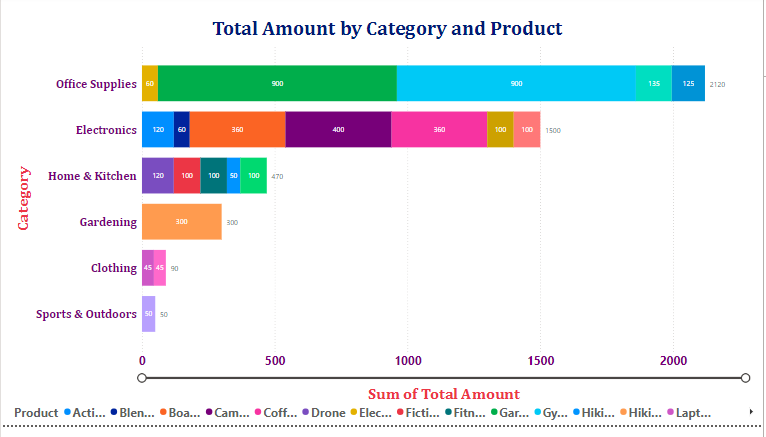 Total Amount by Category and Product
Category
Office Supplies 60 900 900 135 125 2120
Electronics 120 60 360 400 360 100 100 1500
Home & Kitchen 120 100 100 50 100 470
Gardening 300 300
Clothing 45 45 90
Sports & Outdoors 50 50
0 500 1000 1500 2000
Sum of Total Amount
Product Acti... Blen... Boa... Cam... Coff... Drone Elec... Ficti... Fitn... Gar... Gy... Hiki... Hiki... Lapt...